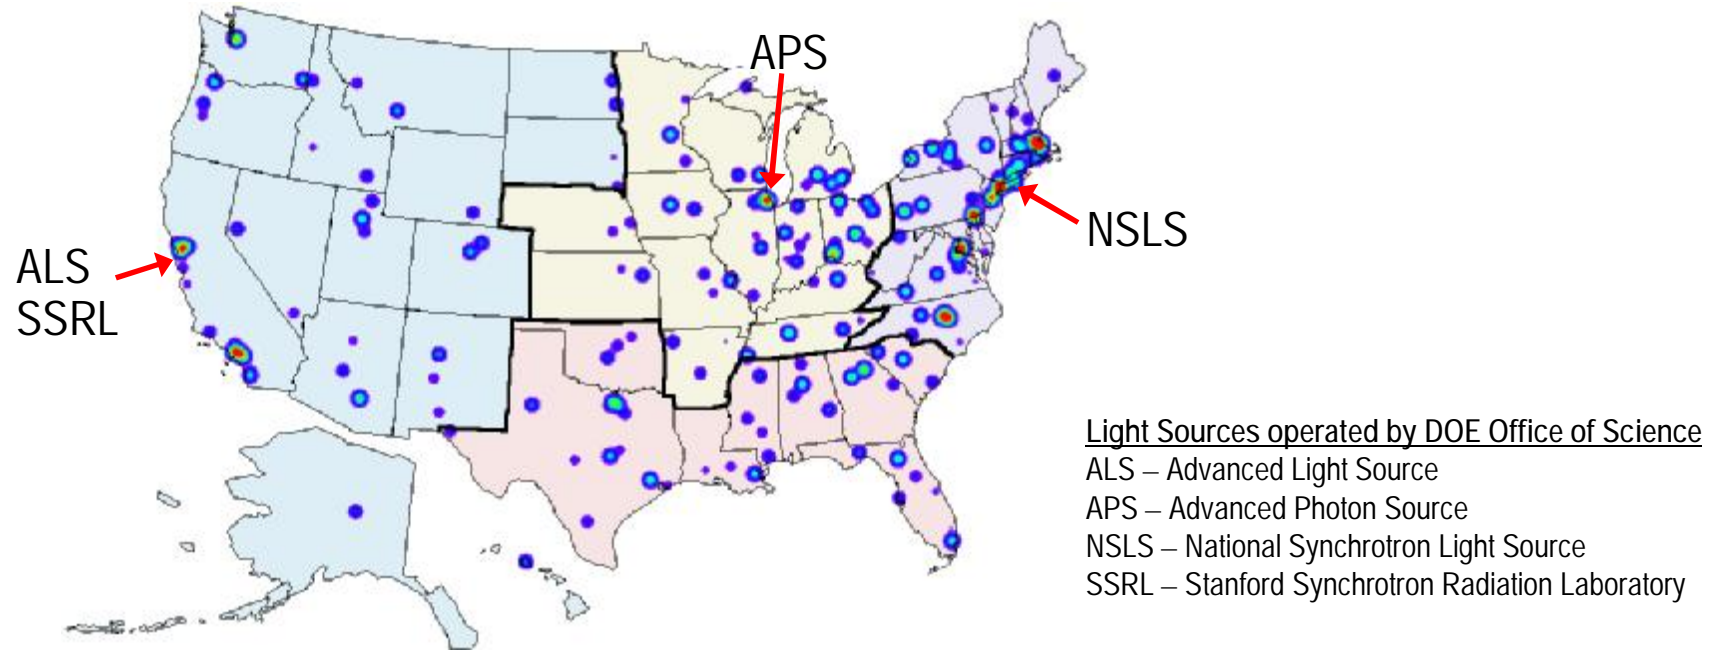 APS
NSLS
ALS
SSRL
Light Sources operated by DOE Office of Science
ALS – Advanced Light Source
APS – Advanced Photon Source
NSLS – National Synchrotron Light Source
SSRL – Stanford Synchrotron Radiation Laboratory